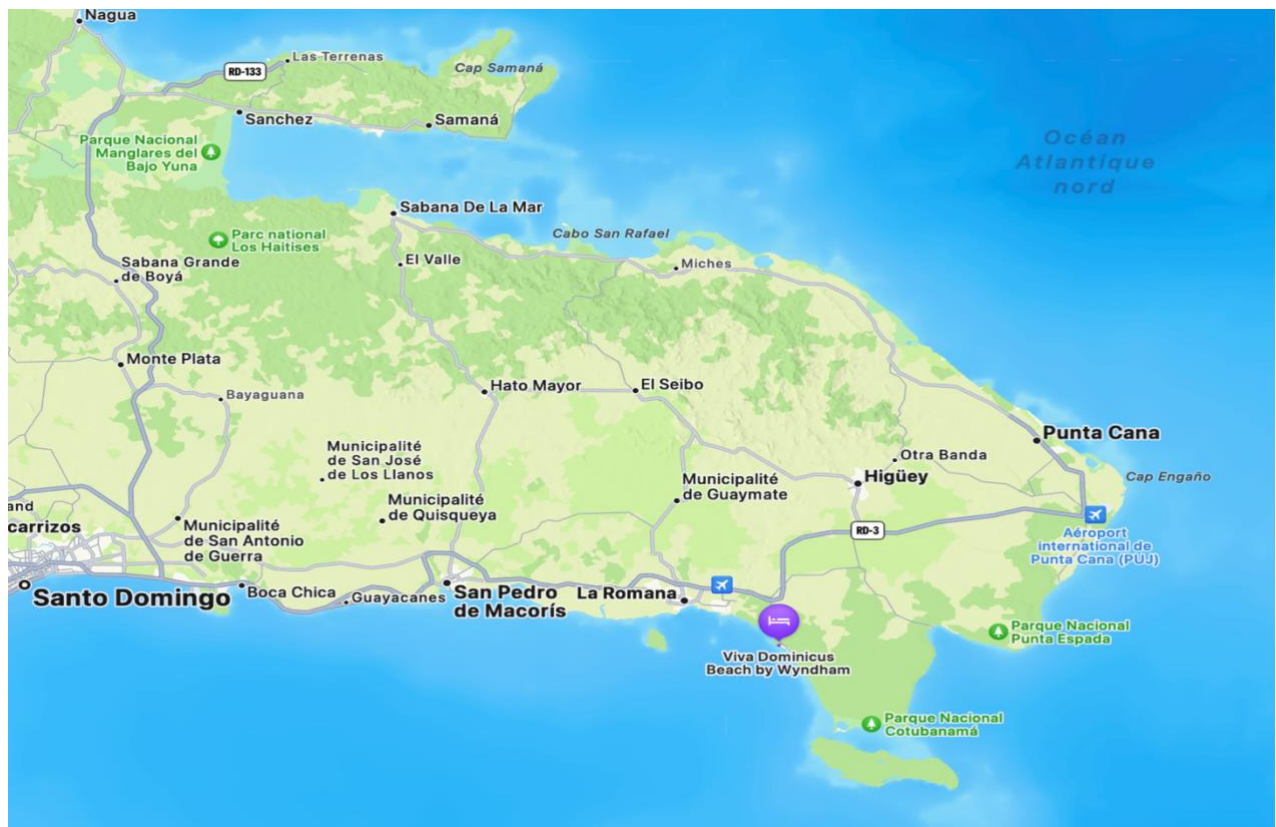 Nagua
Las Terrenas
RD-133
Cap Samaná
Sanchez
Samaná
Parque Nacional
Manglares del
Bajo Yuna
Océan
Atlantique
nord
Sabana De La Mar
Cabo San Rafael
Parc national
Los Haitises
El Valle
Miches
Sabana Grande
de Boyá
Monte Plata
Hato Mayor
El Seibo
Bayaguana
Punta Cana
Municipalité
de San José
de Los Llanos
Otra Banda
Higüey
Cap Engaño
Municipalité
de Guaymate
Municipalité
de Quisqueya
and
carrizos
Municipalité
de San Antonio
de Guerra
RD-3
Aéroport
international de
Punta Cana (PUJ)
Santo Domingo
Boca Chica
Guayacanes
San Pedro
de Macorís
La Romana
Parque Nacional
Punta Espada
Viva Dominicus
Beach by Wyndham
Parque Nacional
Cotubanamá